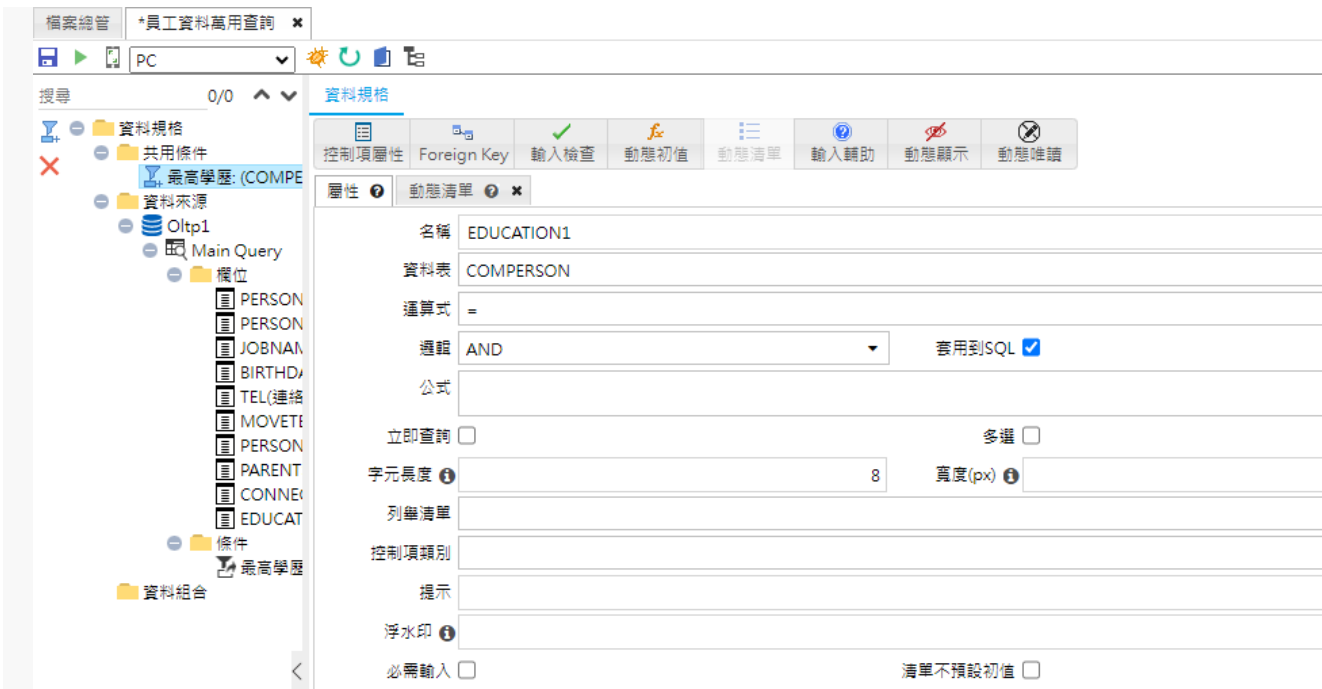 檔案總管 *員工資料萬用查詢
PC
搜尋 0/0 資料規格
資料規格
共用條件
最高學歷: (COMPE
資料來源
Oltp1
Main Query
欄位
PERSON
PERSON
JOBNAM
BIRTHDA
TEL(連絡
MOVETE
PERSON
PARENT
CONNEC
EDUCAT
條件
最高學歷
資料組合
控制項屬性 Foreign Key 輸入檢查 動態初值 動態清單 輸入輔助 動態顯示 動態唯讀
屬性 動態清單
名稱 EDUCATION1
資料表 COMPERSON
運算式 =
邏輯 AND 套用到SQL
公式
立即查詢 多選
字元長度 8 寬度(px)
列舉清單
控制項類別
提示
浮水印
必需輸入 清單不預設初值